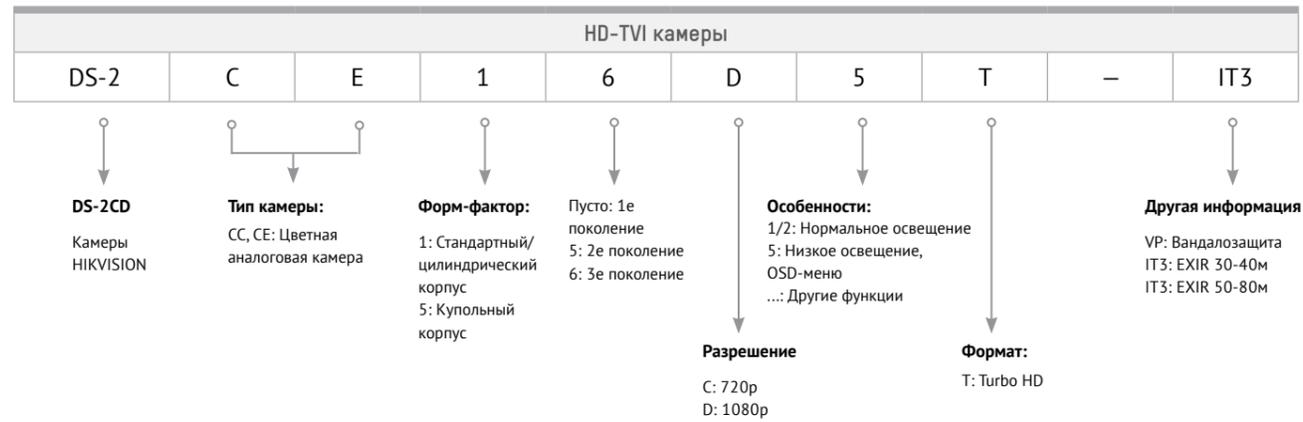 HD-TVI камеры
DS-2 C E 1 6 D 5 T – IT3
DS-2CD
Камеры
HIKVISION
Тип камеры:
CC, CE: Цветная
аналоговая камера
Форм-фактор:
1: Стандартный/
цилиндрический
корпус
5: Купольный
корпус
Пусто: 1е
поколение
5: 2е поколение
6: 3е поколение
Разрешение
C: 720p
D: 1080p
Особенности:
1/2: Нормальное освещение
5: Низкое освещение,
OSD-меню
...: Другие функции
Формат:
T: Turbo HD
Другая информация
VP: Вандалозащита
IT3: EXIR 30-40м
IT3: EXIR 50-80м